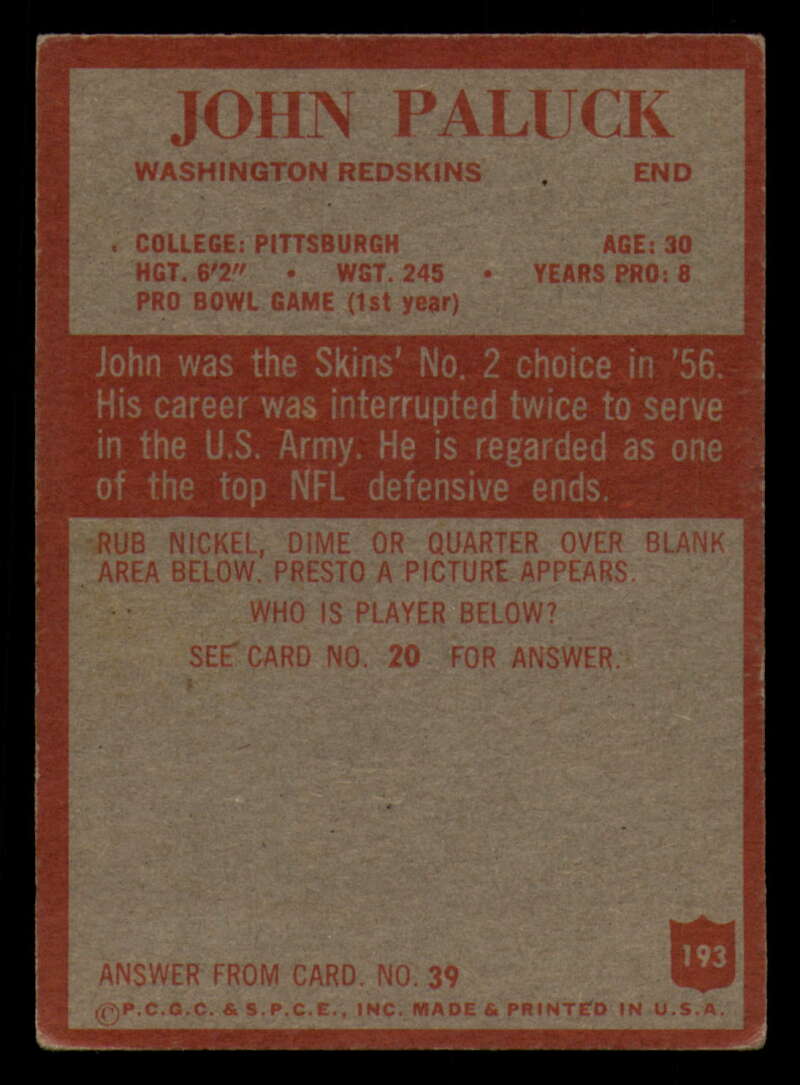 JOHN PALUCK
WASHINGTON REDSKINS END
COLLEGE: PITTSBURGH AGE: 30
HGT. 6'2" • WGT. 245 • YEARS PRO: 8
PRO BOWL GAME (1st year)
John was the Skins' No. 2 choice in '56.
His career was interrupted twice to serve
in the U.S. Army. He is regarded as one
of the top NFL defensive ends.
RUB NICKEL, DIME OR QUARTER OVER BLANK
AREA BELOW. PRESTO A PICTURE APPEARS.
WHO IS PLAYER BELOW?
SEE CARD NO. 20 FOR ANSWER.
193
ANSWER FROM CARD. NO. 39
©P.C.G.C. & S.P.C.E., INC. MADE & PRINTED IN U.S.A.